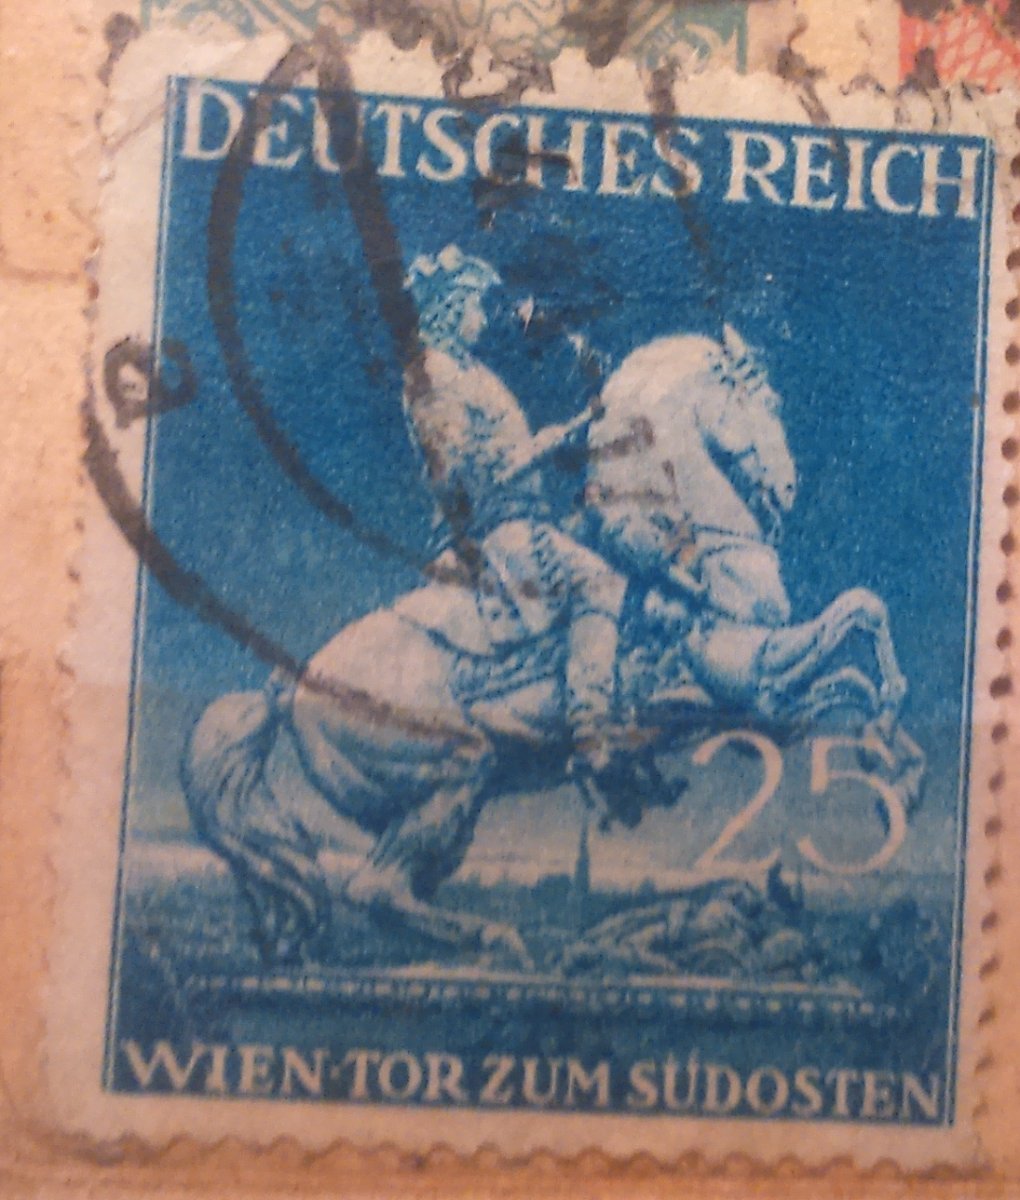 DEUTSCHES REICH
25
WIEN·TOR ZUM SÜDOSTEN